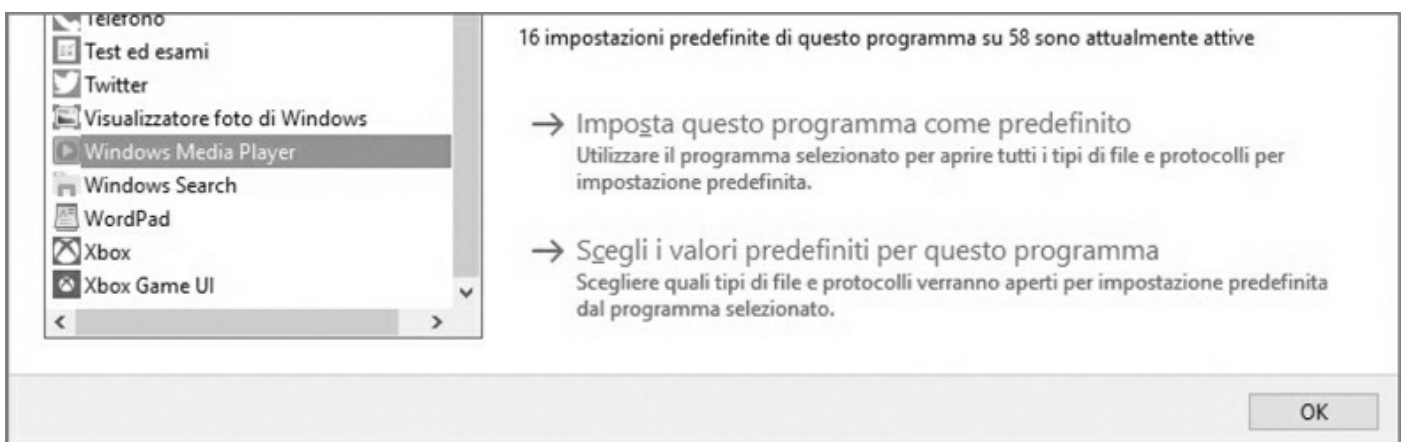 Telefono
Test ed esami
Twitter
Visualizzatore foto di Windows
Windows Media Player
Windows Search
WordPad
Xbox
Xbox Game UI
16 impostazioni predefinite di questo programma su 58 sono attualmente attive
Imposta questo programma come predefinito
Utilizzare il programma selezionato per aprire tutti i tipi di file e protocolli per
impostazione predefinita.
Scegli i valori predefiniti per questo programma
Scegliere quali tipi di file e protocolli verranno aperti per impostazione predefinita
dal programma selezionato.
OK